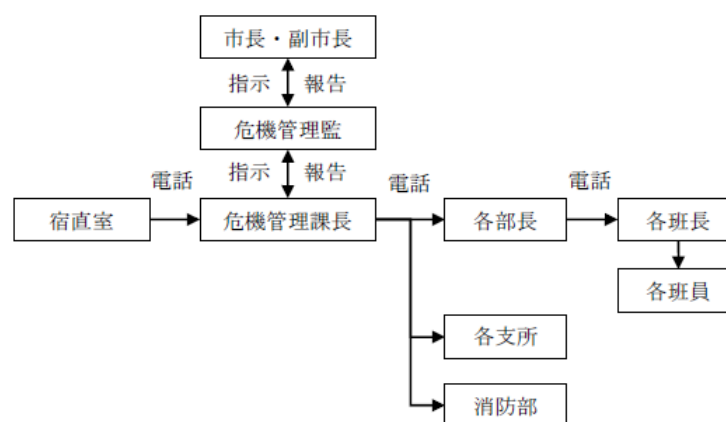 市長・副市長
指示 報告
危機管理監
電話 指示 報告 電話 電話
宿直室 危機管理課長 各部長 各班長
各班員
各支所
消防部